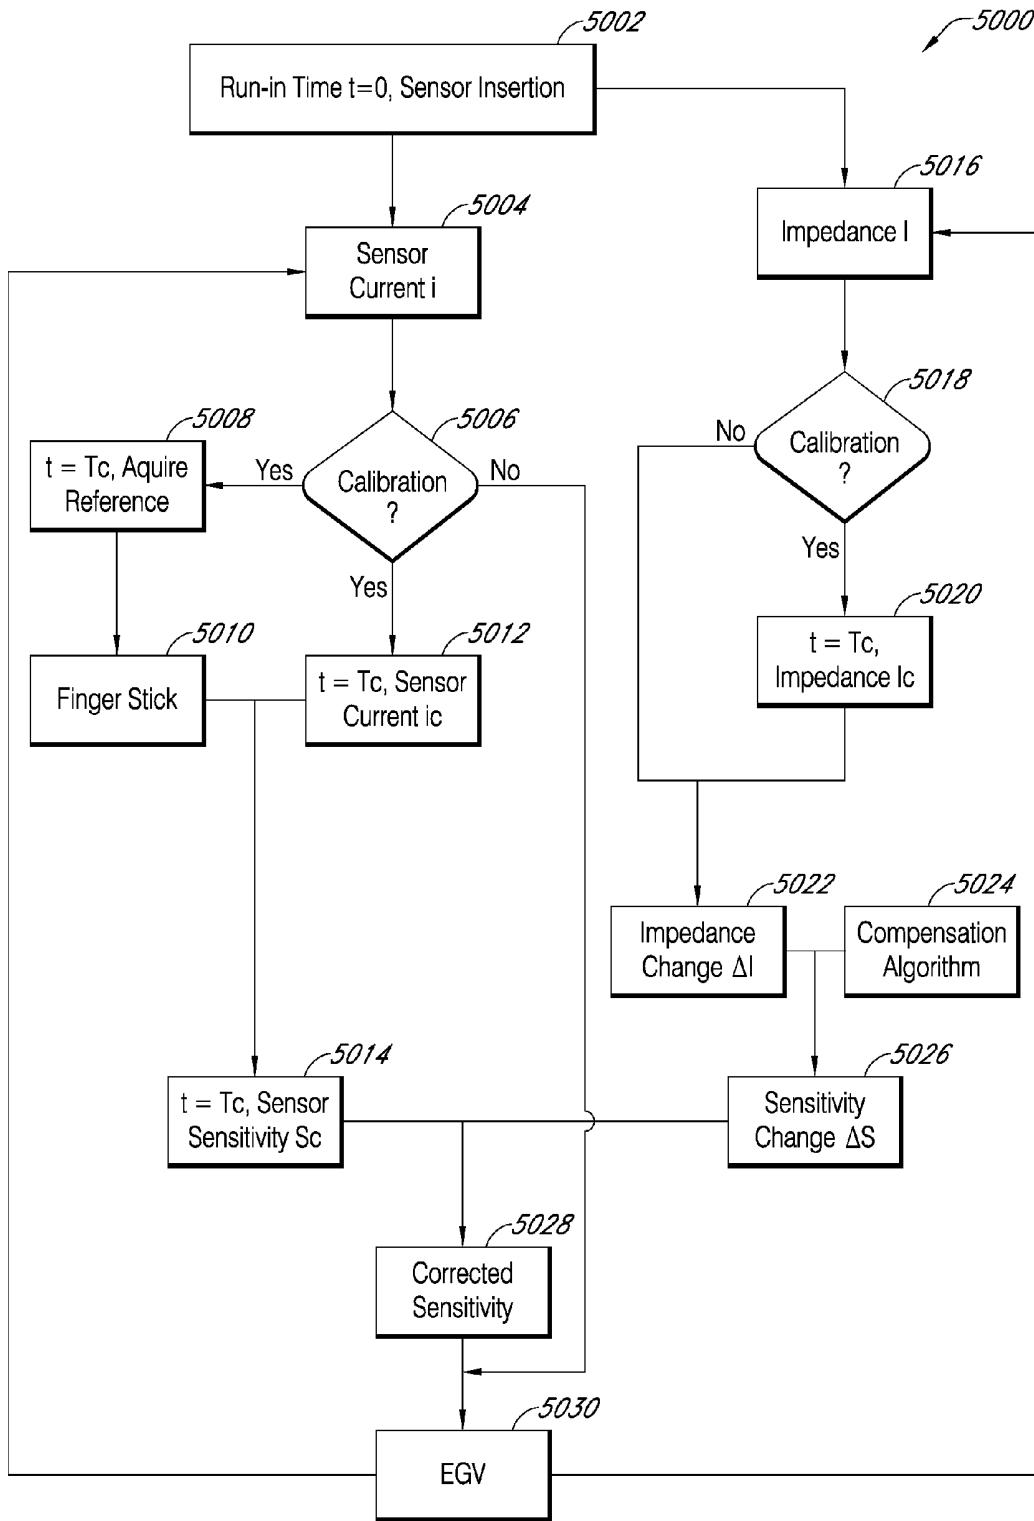 5000
5002
Run-in Time t=0, Sensor Insertion
5004
Sensor
Current i
5016
Impedance I
5006
Calibration
?
Yes
No
Yes
5008
t = Tc, Aquire
Reference
5010
Finger Stick
5012
t = Tc, Sensor
Current ic
5018
Calibration
?
No
Yes
5020
t = Tc,
Impedance Ic
5022
Impedance
Change ΔI
5024
Compensation
Algorithm
5014
t = Tc, Sensor
Sensitivity Sc
5026
Sensitivity
Change ΔS
5028
Corrected
Sensitivity
5030
EGV